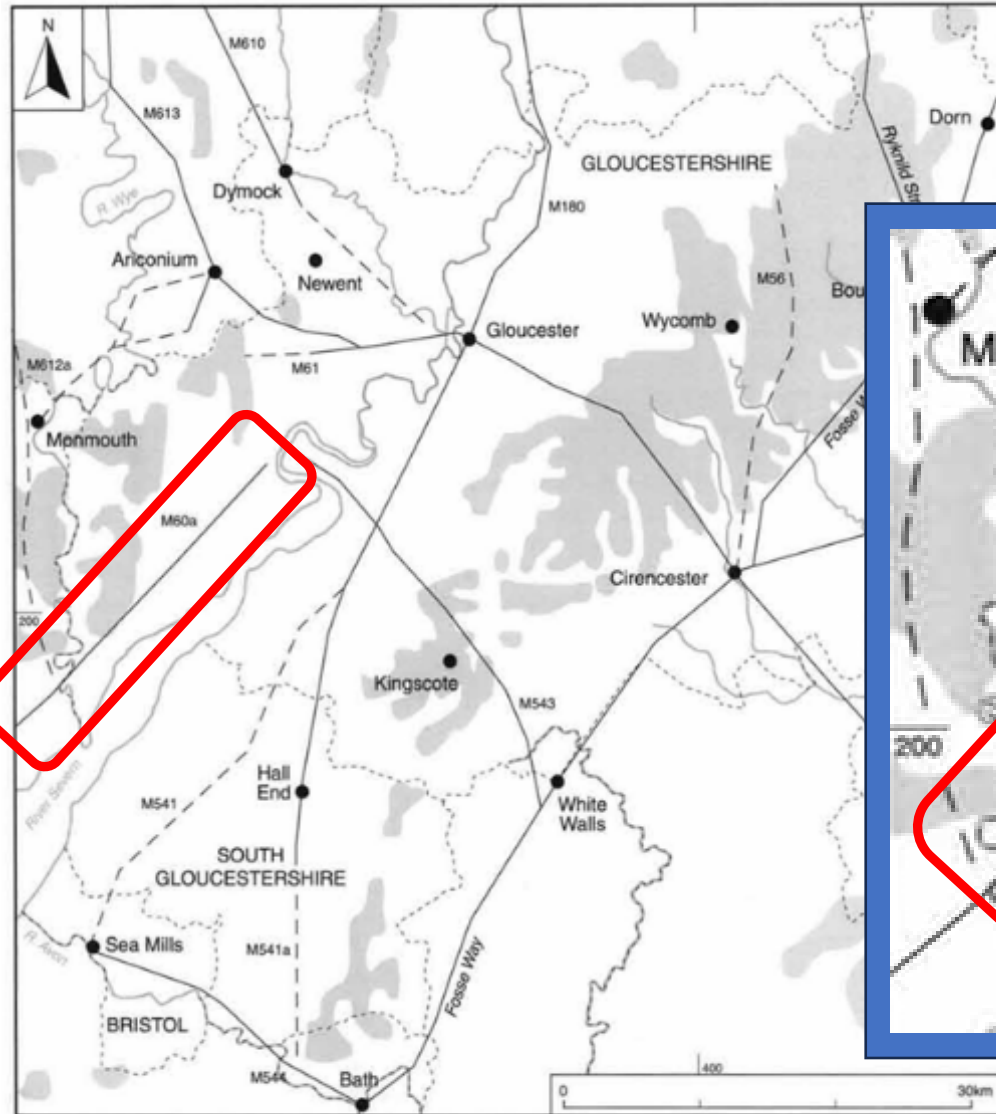 N
M610
M613
Dorn
Ryknild Str
GLOUCESTERSHIRE
Dymock
R. Wye
M180
Ariconium
Newent
M56
Bou
Wycomb
Gloucester
M61
M612a
Monmouth
M
Fosse W
M60a
Cirencester
200
200
Kingscote
M543
Hall
End
White
Walls
M541
River Severn
SOUTH
GLOUCESTERSHIRE
Sea Mills
M541a
R. Avon
Fosse Way
BRISTOL
M544
Bath
400
0
30km